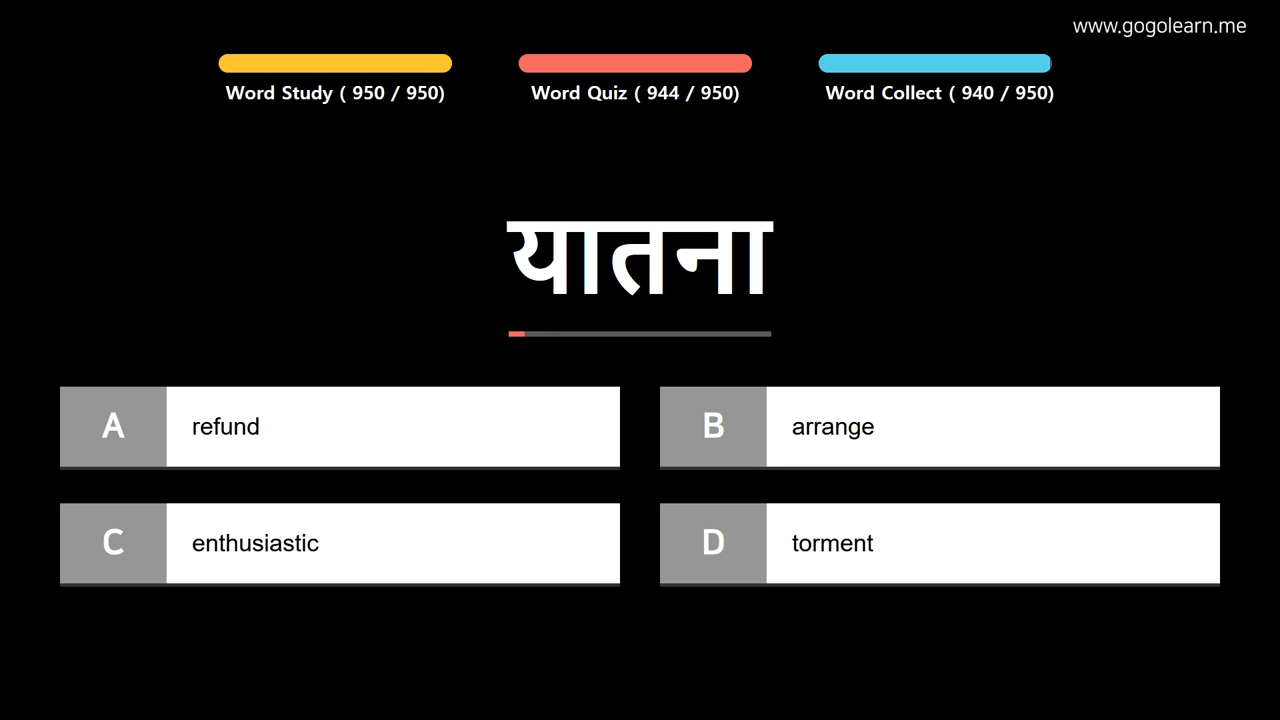 www.gogolearn.me
Word Study ( 950 / 950)
Word Quiz ( 944 / 950)
Word Collect ( 940 / 950)
यातना
A refund
B arrange
C enthusiastic
D torment